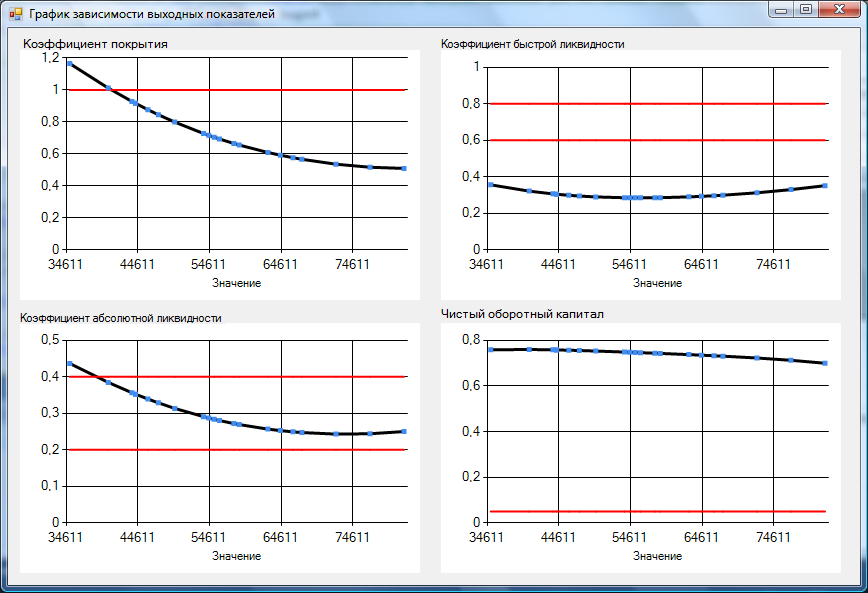 График зависимости выходных показателей
Коэффициент покрытия
1,2
1
0,8
0,6
0,4
0,2
0
34611 44611 54611 64611 74611
Значение
Коэффициент быстрой ликвидности
1
0,8
0,6
0,4
0,2
0
34611 44611 54611 64611 74611
Значение
Коэффициент абсолютной ликвидности
0,5
0,4
0,3
0,2
0,1
0
34611 44611 54611 64611 74611
Значение
Чистый оборотный капитал
0,8
0,6
0,4
0,2
0
34611 44611 54611 64611 74611
Значение